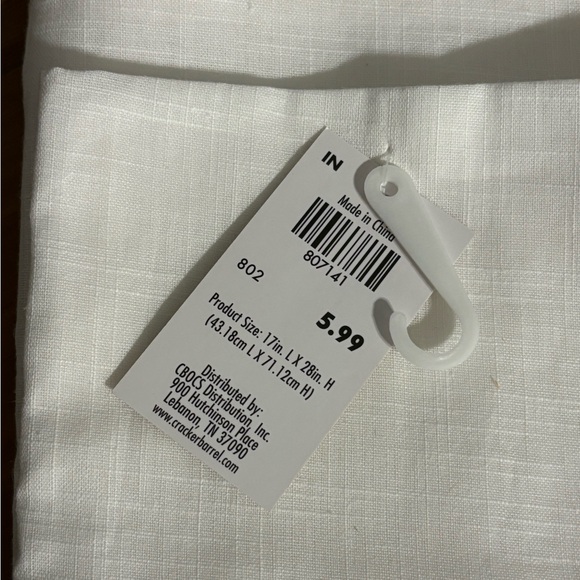 IN
Made in China
807141
802
5.99
Product Size: 17in. L X 28in. H
(43.18cm L X 71.12cm H)
Distributed by:
CBOCS Distribution, Inc.
900 Hutchinson Place
Lebanon, TN 37090
www.crackerbarrel.com